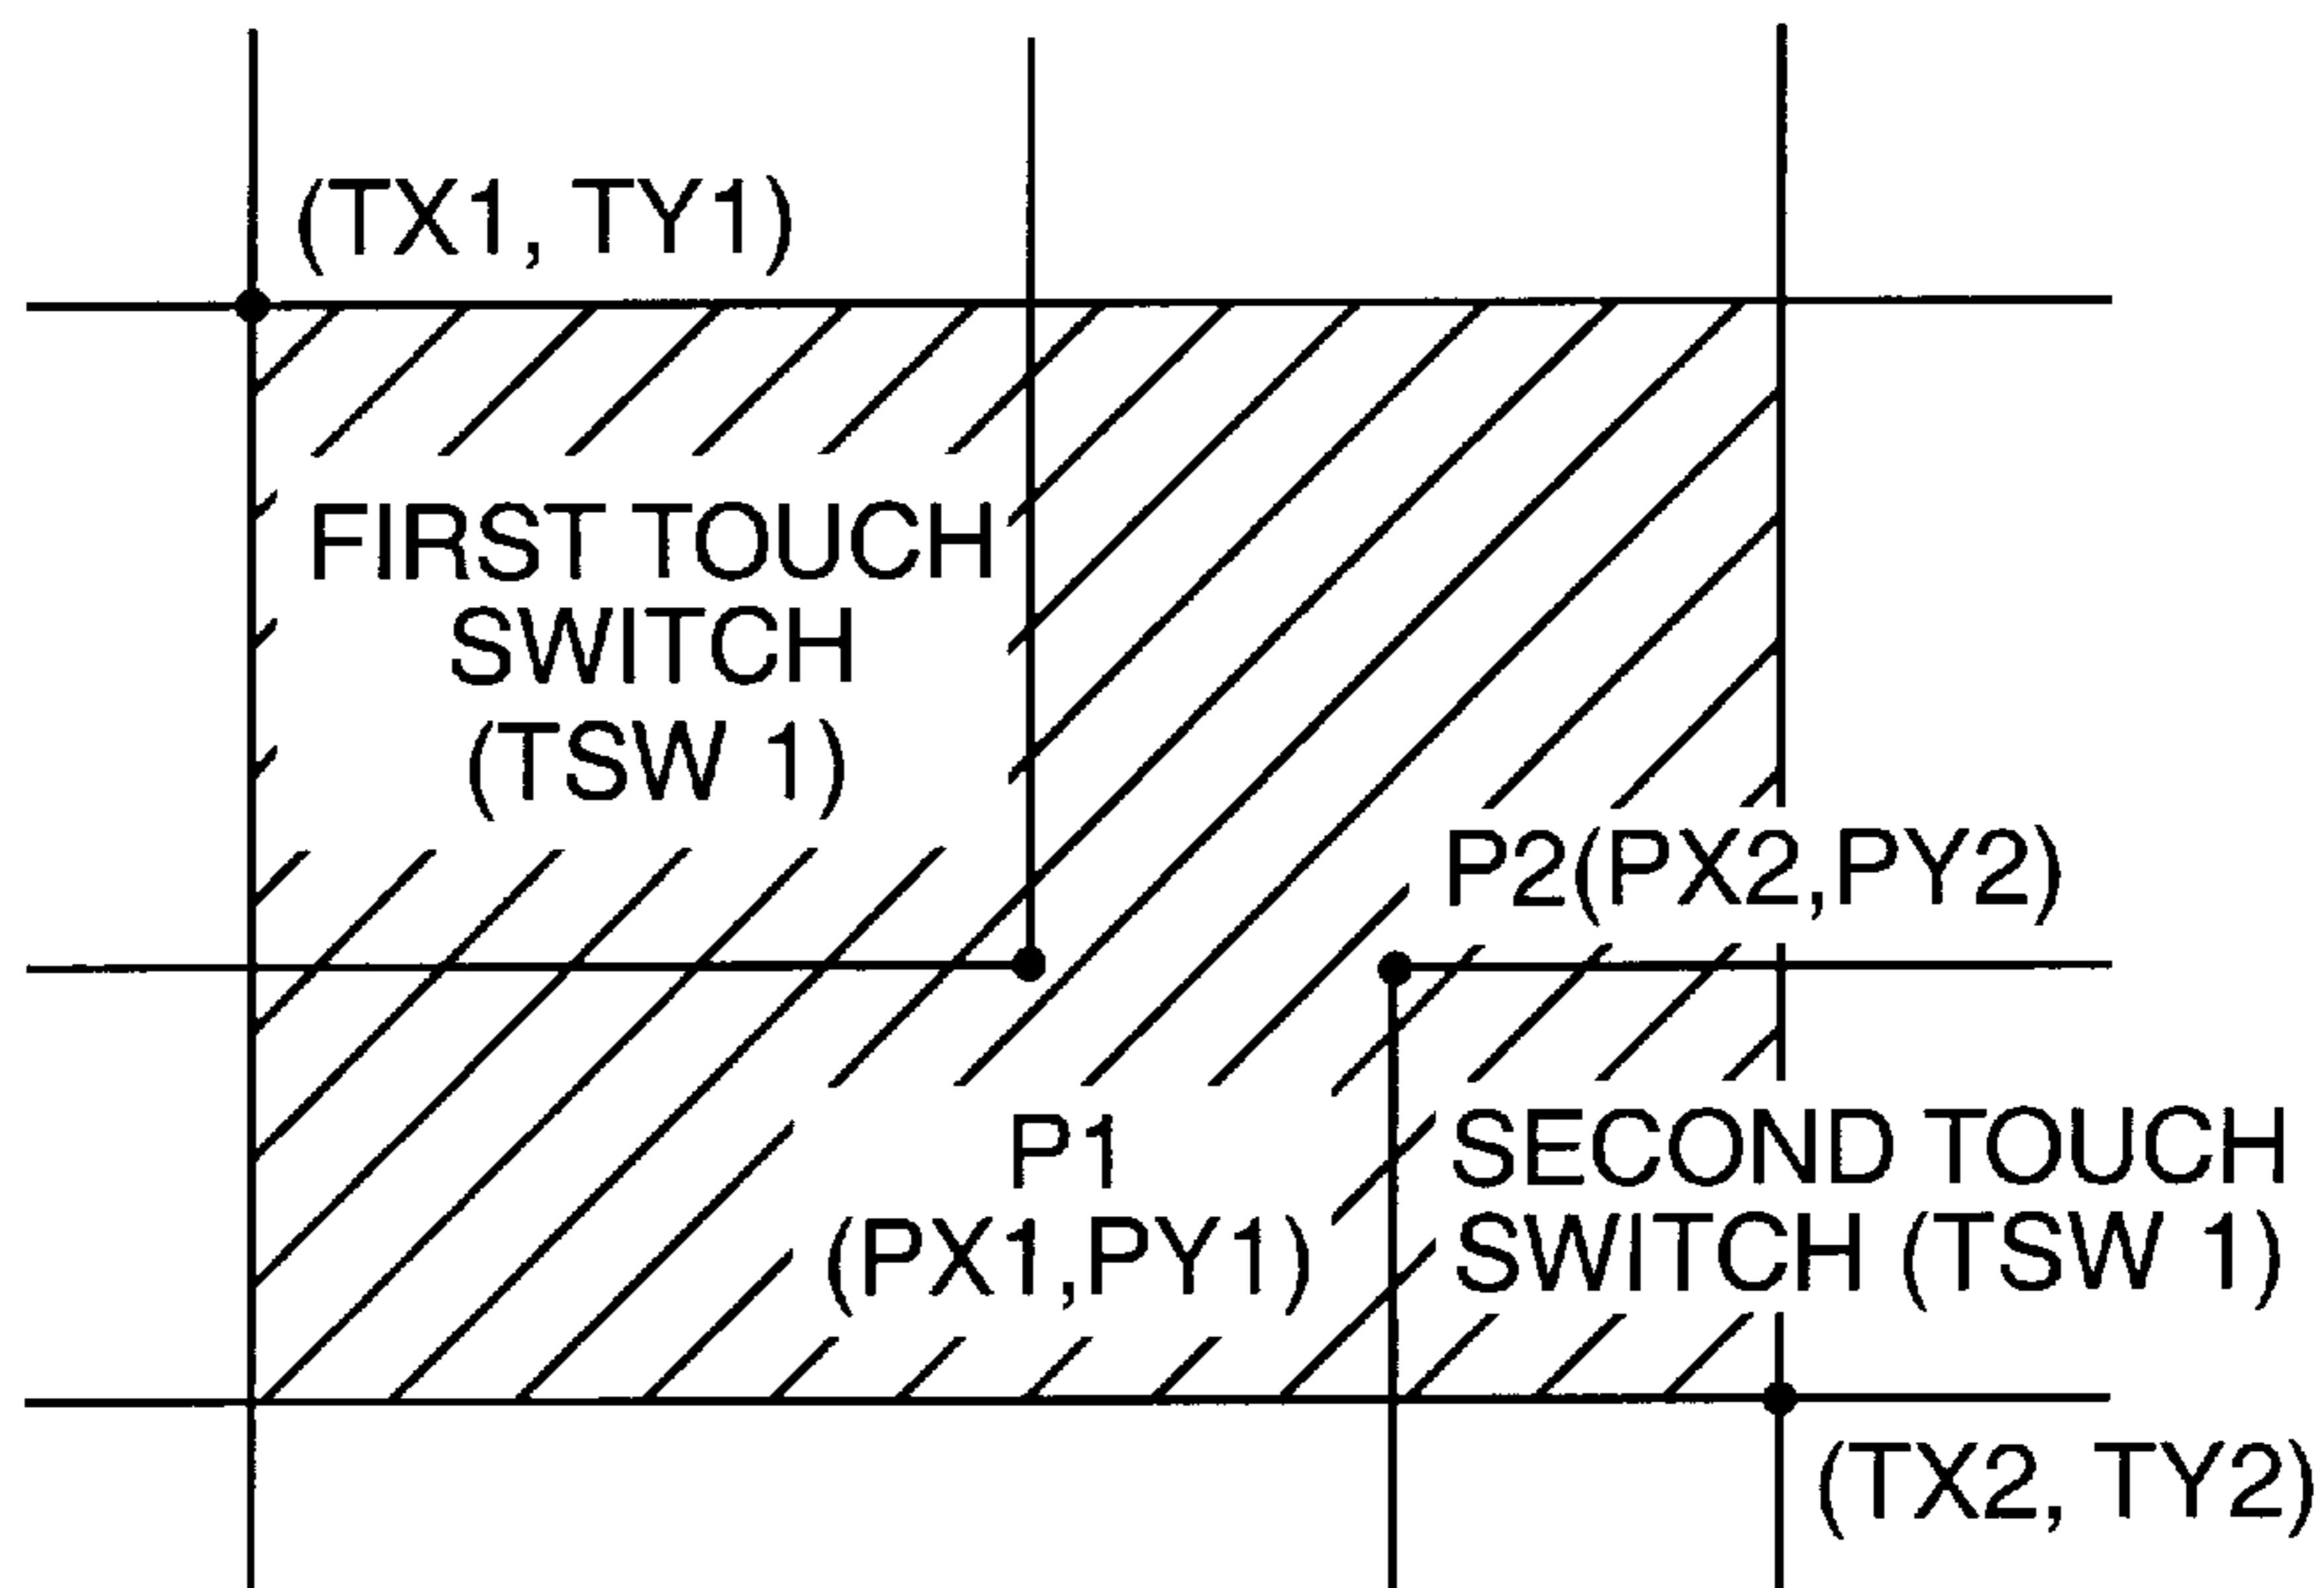 (TX1, TY1)
FIRST TOUCH
SWITCH
(TSW 1)
P2(PX2,PY2)
P1
(PX1,PY1)
SECOND TOUCH
SWITCH (TSW 1)
(TX2, TY2)